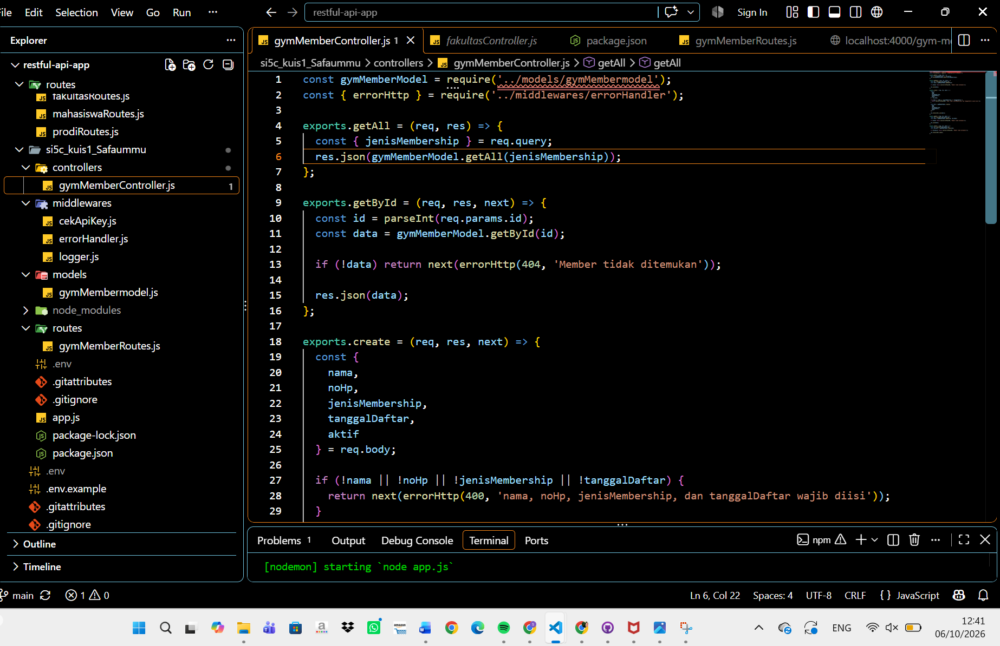 ile Edit Selection View Go Run ··· restful-api-app Sign In
Explorer
gymMemberController.js 1 fakultasController.js package.json gymMemberRoutes.js localhost:4000/gym-m
si5c_kuis1_Safaummu > controllers > gymMemberController.js > getAll > getAll
restful-api-app
routes
fakultasRoutes.js
mahasiswaRoutes.js
prodiRoutes.js
si5c_kuis1_Safaummu
controllers
gymMemberController.js 1
middlewares
cekApiKey.js
errorHandler.js
logger.js
models
gymMembermodel.js
node_modules
routes
gymMemberRoutes.js
.env
.gitattributes
.gitignore
app.js
package-lock.json
package.json
.env
.env.example
.gitattributes
.gitignore
Outline
Timeline
1 const gymMemberModel = require('../models/gymMembermodel');
2 const { errorHttp } = require('../middlewares/errorHandler');
3
4 exports.getAll = (req, res) => {
5 const { jenisMembership } = req.query;
6 res.json(gymMemberModel.getAll(jenisMembership));
7 };
8
9 exports.getById = (req, res, next) => {
10 const id = parseInt(req.params.id);
11 const data = gymMemberModel.getById(id);
12
13 if (!data) return next(errorHttp(404, 'Member tidak ditemukan'));
14
15 res.json(data);
16 };
17
18 exports.create = (req, res, next) => {
19 const {
20 nama,
21 noHp,
22 jenisMembership,
23 tanggalDaftar,
24 aktif
25 } = req.body;
26
27 if (!nama || !noHp || !jenisMembership || !tanggalDaftar) {
28 return next(errorHttp(400, 'nama, noHp, jenisMembership, dan tanggalDaftar wajib diisi'));
29 }
Problems 1 Output Debug Console Terminal Ports npm
[nodemon] starting `node app.js`
main 1 0 Ln 6, Col 22 Spaces: 4 UTF-8 CRLF { } JavaScript
ENG 12:41
06/10/2026